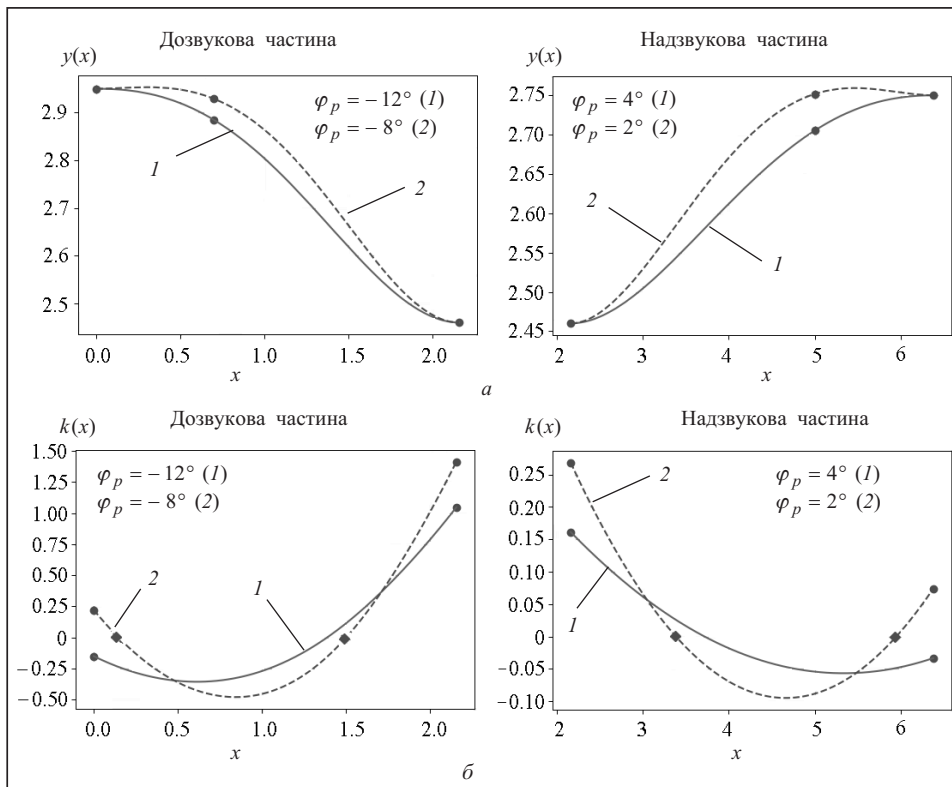 Дозвукова частина
y(x)
φp = −12° (1)
φp = −8° (2)
1
2
2.9
2.8
2.7
2.6
2.5
0.0 0.5 1.0 1.5 2.0
x
Надзвукова частина
y(x)
φp = 4° (1)
φp = 2° (2)
2
1
2.75
2.70
2.65
2.60
2.55
2.50
2.45
2 3 4 5 6
x
а
Дозвукова частина
k(x)
φp = −12° (1)
φp = −8° (2)
2
1
1.50
1.25
1.00
0.75
0.50
0.25
0
−0.25
−0.50
0.0 0.5 1.0 1.5 2.0
x
Надзвукова частина
k(x)
φp = 4° (1)
φp = 2° (2)
2
1
0.25
0.20
0.15
0.10
0.05
0
−0.05
−0.10
2 3 4 5 6
x
б